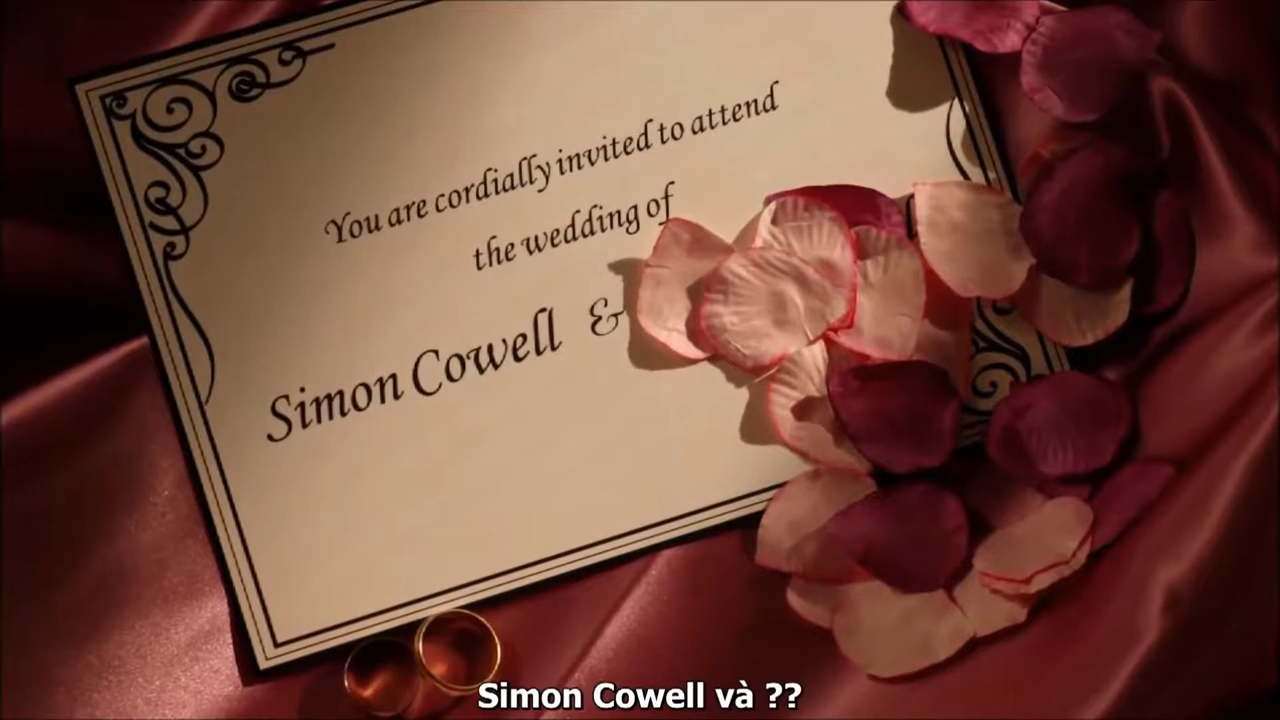 You are cordially invited to attend
the wedding of
Simon Cowell &
Simon Cowell và ??